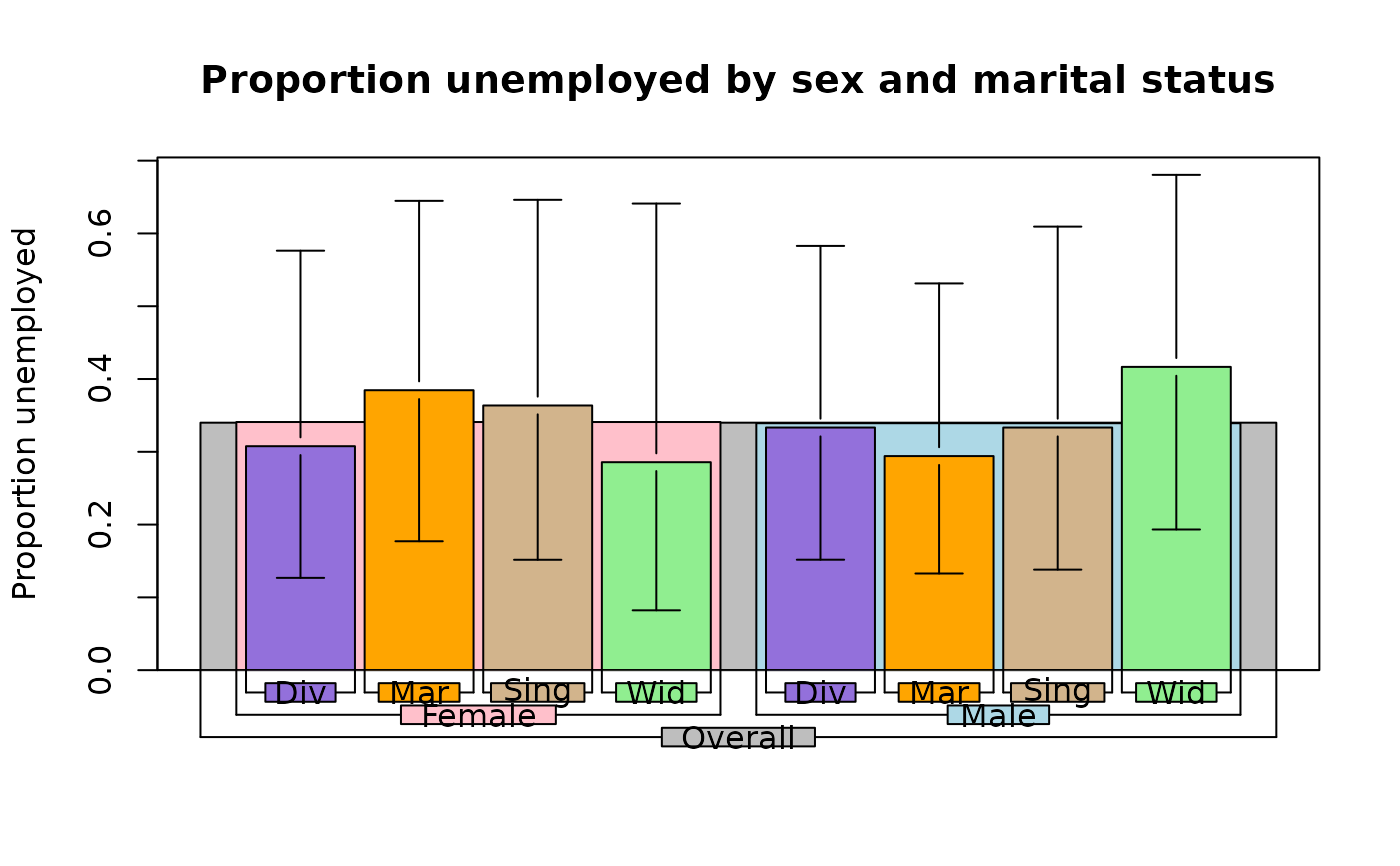 Proportion unemployed by sex and marital status
Proportion unemployed
0.6
0.4
0.2
0.0
Div Mar Sing Wid Div Mar Sing Wid
Female Male
Overall